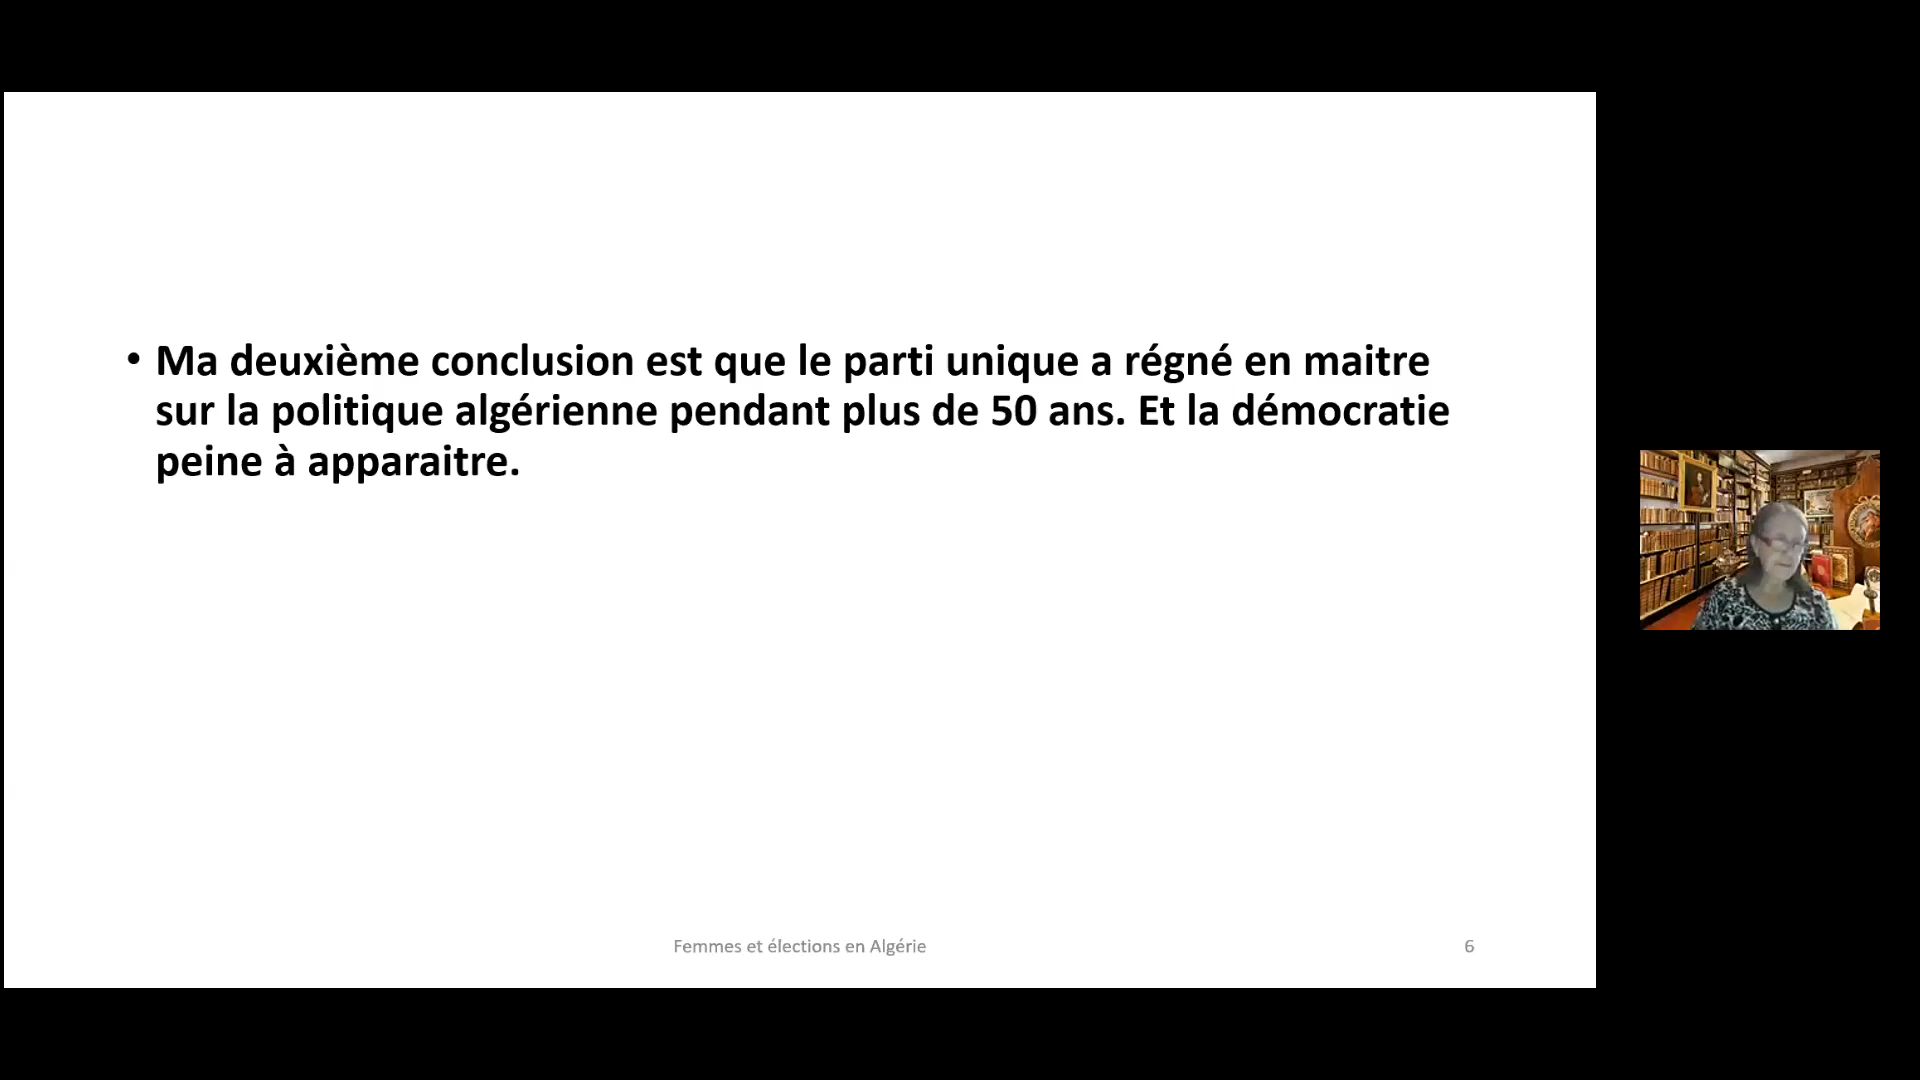 • Ma deuxième conclusion est que le parti unique a régné en maitre
sur la politique algérienne pendant plus de 50 ans. Et la démocratie
peine à apparaitre.
Femmes et élections en Algérie
6